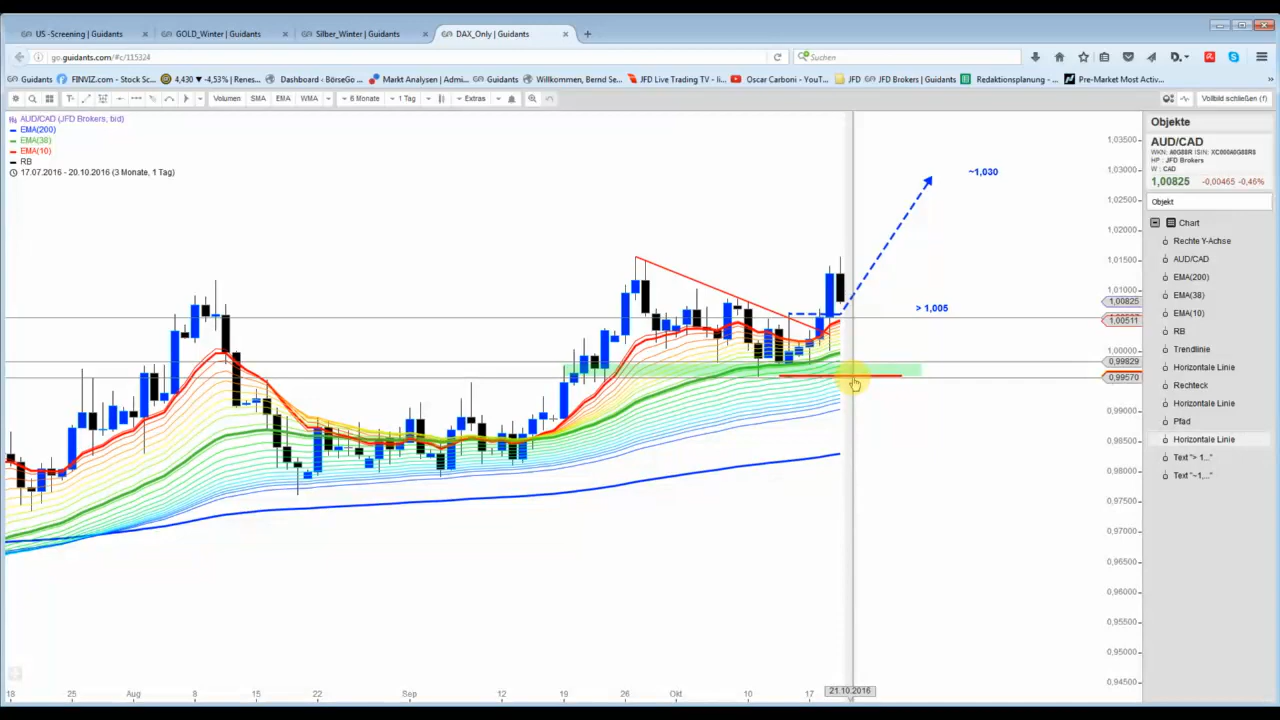 US -Screening | Guidants
GOLD_Winter | Guidants
Silber_Winter | Guidants
DAX_Only | Guidants
go.guidants.com/#c/115324
Suchen
Guidants
FINVIZ.com - Stock Sc...
4,430 ▼ -4,53% | Renes...
Dashboard ‹ BörseGo ...
Markt Analysen | Admi...
Guidants
Willkommen, Bernd Se...
JFD Live Trading TV - li...
Oscar Carboni - YouT...
JFD
JFD Brokers | Guidants
Redaktionsplanung - ...
Pre-Market Most Activ...
Volumen
SMA
EMA
WMA
6 Monate
1 Tag
Extras
Vollbild schließen (f)
AUD/CAD (JFD Brokers, bid)
EMA(200)
EMA(38)
EMA(10)
RB
17.07.2016 - 20.10.2016 (3 Monate, 1 Tag)
~1,030
> 1,005
1,03500
1,03000
1,02500
1,02000
1,01500
1,01000
1,00825
1,00511
1,00000
0,99829
0,99570
0,99000
0,98500
0,98000
0,97500
0,97000
0,96500
0,96000
0,95500
0,95000
0,94500
18
25
Aug
8
15
22
Sep
12
19
26
Okt
10
17
21.10.2016
Objekte
AUD/CAD
WKN: A0G88R ISIN: XC000A0G88R8
HP : JFD Brokers
W : CAD
1,00825 -0,00465 -0,46%
Objekt
Chart
Rechte Y-Achse
AUD/CAD
EMA(200)
EMA(38)
EMA(10)
RB
Trendlinie
Horizontale Linie
Rechteck
Horizontale Linie
Pfad
Horizontale Linie
Text "> 1..."
Text "~1,..."